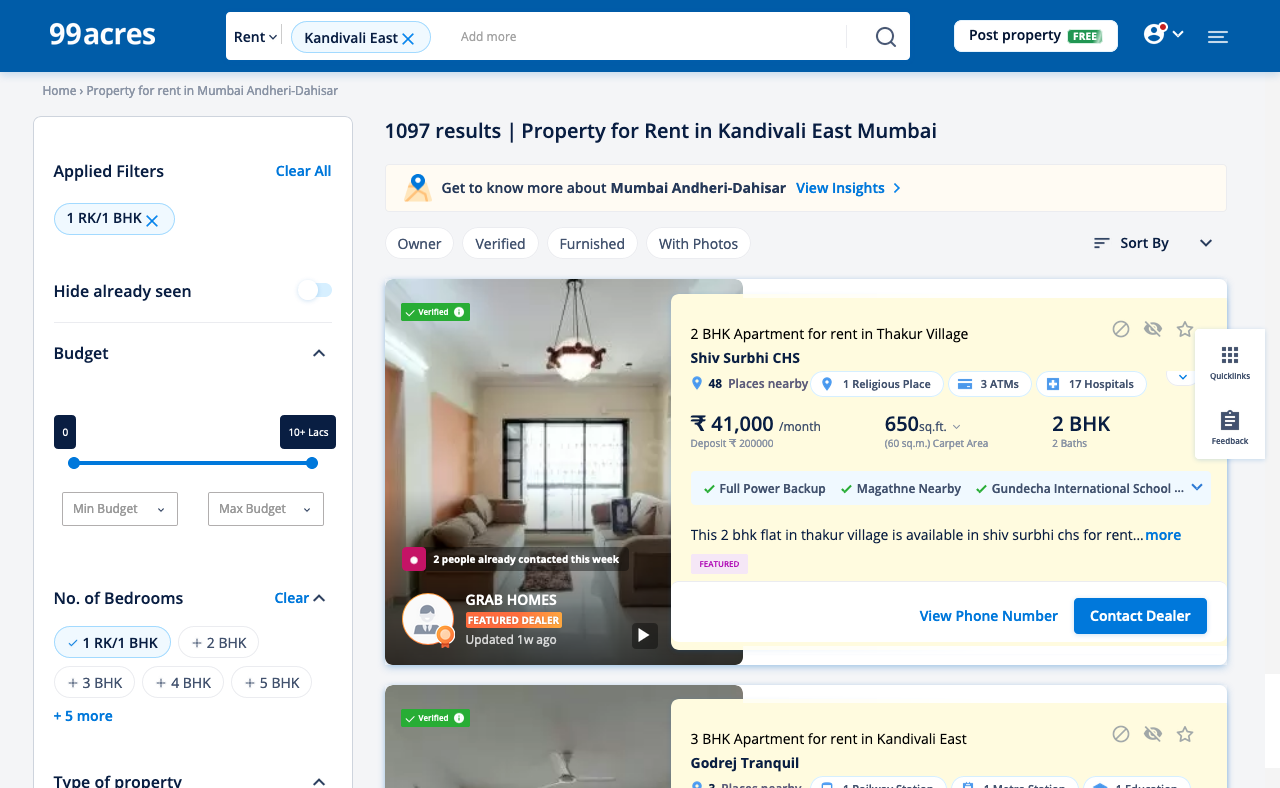 99acres
Rent
Kandivali East
Add more
Post property FREE
Home › Property for rent in Mumbai Andheri-Dahisar
Applied Filters
Clear All
1 RK/1 BHK
Hide already seen
Budget
0
10+ Lacs
Min Budget
Max Budget
No. of Bedrooms
Clear
1 RK/1 BHK
+ 2 BHK
+ 3 BHK
+ 4 BHK
+ 5 BHK
+ 5 more
Type of property
1097 results | Property for Rent in Kandivali East Mumbai
Get to know more about Mumbai Andheri-Dahisar View Insights
Owner
Verified
Furnished
With Photos
Sort By
Verified
2 people already contacted this week
GRAB HOMES
FEATURED DEALER
Updated 1w ago
2 BHK Apartment for rent in Thakur Village
Shiv Surbhi CHS
48 Places nearby
1 Religious Place
3 ATMs
17 Hospitals
₹ 41,000 /month
Deposit ₹ 200000
650sq.ft.
(60 sq.m.) Carpet Area
2 BHK
2 Baths
Full Power Backup
Magathne Nearby
Gundecha International School ...
This 2 bhk flat in thakur village is available in shiv surbhi chs for rent...more
FEATURED
View Phone Number
Contact Dealer
Quicklinks
Feedback
Verified
3 BHK Apartment for rent in Kandivali East
Godrej Tranquil
2 Places nearby
1 Railway Station
1 Metro Station
1 Education